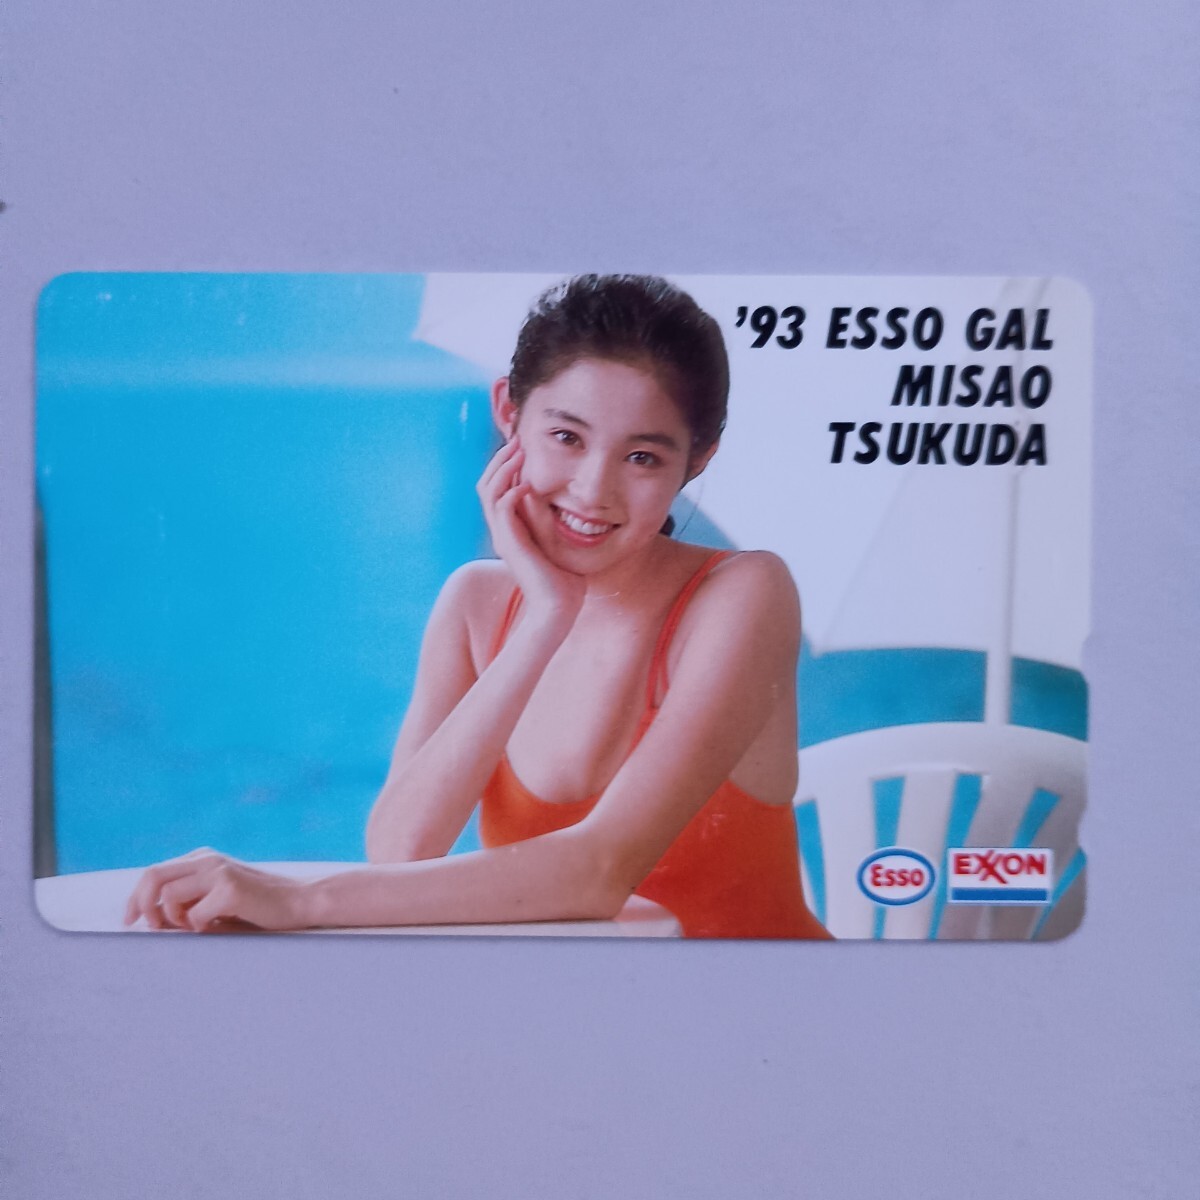 '93 ESSO GAL
MISAO
TSUKUDA
Esso
EXXON